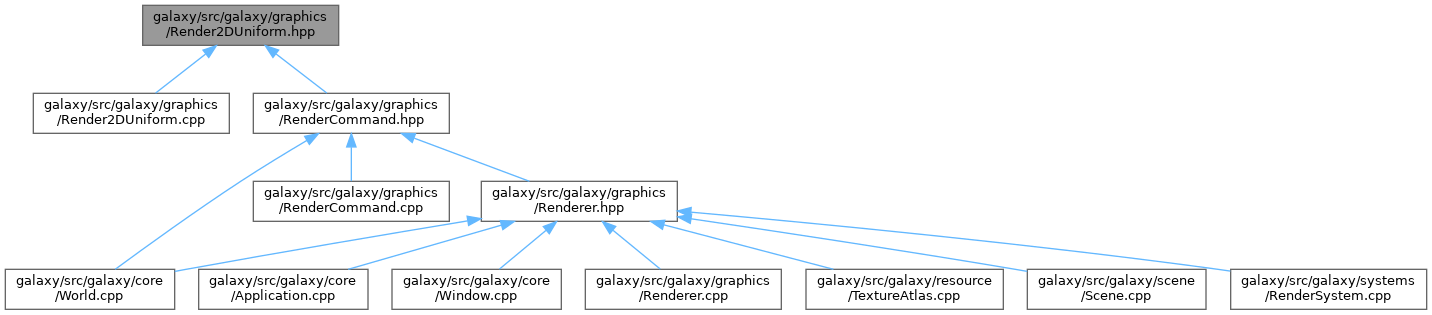 galaxy/src/galaxy/graphics
/Render2DUniform.hpp
galaxy/src/galaxy/graphics
/Render2DUniform.cpp
galaxy/src/galaxy/graphics
/RenderCommand.hpp
galaxy/src/galaxy/graphics
/RenderCommand.cpp
galaxy/src/galaxy/graphics
/Renderer.hpp
galaxy/src/galaxy/core
/World.cpp
galaxy/src/galaxy/core
/Application.cpp
galaxy/src/galaxy/core
/Window.cpp
galaxy/src/galaxy/graphics
/Renderer.cpp
galaxy/src/galaxy/resource
/TextureAtlas.cpp
galaxy/src/galaxy/scene
/Scene.cpp
galaxy/src/galaxy/systems
/RenderSystem.cpp